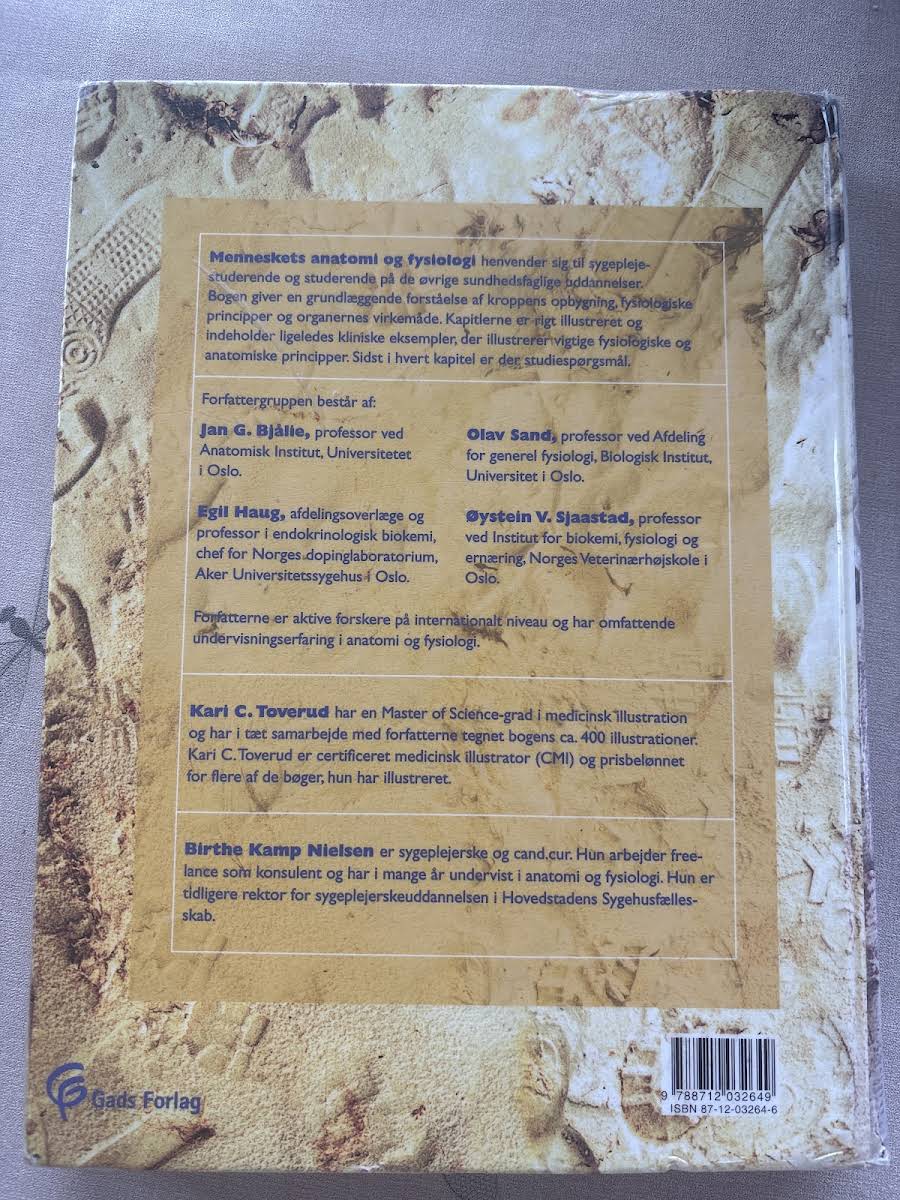 Menneskets anatomi og fysiologi henvender sig til sygepleje-
studerende og studerende på de øvrige sundhedsfaglige uddannelser.
Bogen giver en grundlæggende forståelse af kroppens opbygning, fysiologiske
principper og organernes virkemåde. Kapitlerne er rigt illustreret og
indeholder ligeledes kliniske eksempler, der illustrerer vigtige fysiologiske og
anatomiske principper. Sidst i hvert kapitel er der studiespørgsmål.
Forfattergruppen består af:
Jan G. Bjålie, professor ved
Anatomisk Institut, Universitetet
i Oslo.
Egil Haug, afdelingsoverlæge og
professor i endokrinologisk biokemi,
chef for Norges dopinglaboratorium,
Aker Universitetssygehus i Oslo.
Olav Sand, professor ved Afdeling
for generel fysiologi, Biologisk Institut,
Universitet i Oslo.
Øystein V. Sjaastad, professor
ved Institut for biokemi, fysiologi og
ernæring, Norges Veterinærhøjskole i
Oslo.
Forfatterne er aktive forskere på internationalt niveau og har omfattende
undervisningserfaring i anatomi og fysiologi.
Kari C. Toverud har en Master of Science-grad i medicinsk illustration
og har i tæt samarbejde med forfatterne tegnet bogens ca. 400 illustrationer.
Kari C. Toverud er certificeret medicinsk illustrator (CMI) og prisbelønnet
for flere af de bøger, hun har illustreret.
Birthe Kamp Nielsen er sygeplejerske og cand.cur. Hun arbejder free-
lance som konsulent og har i mange år undervist i anatomi og fysiologi. Hun er
tidligere rektor for sygeplejerskeuddannelsen i Hovedstadens Sygehusfælles-
skab.
Gads Forlag
9 788712 032649
ISBN 87-12-03264-6